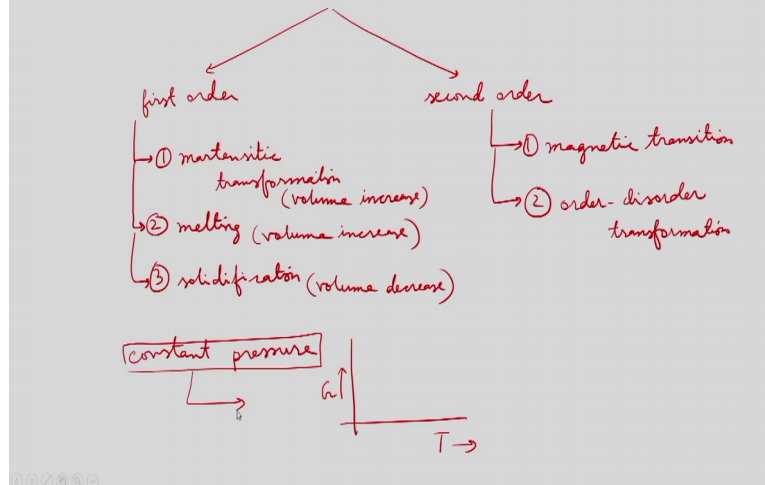 first order
second order
① martensitic
transformation
(volume increase)
② melting (volume increase)
③ solidification (volume decrease)
① magnetic transition
② order-disorder
transformation
constant pressure
G↑
T→